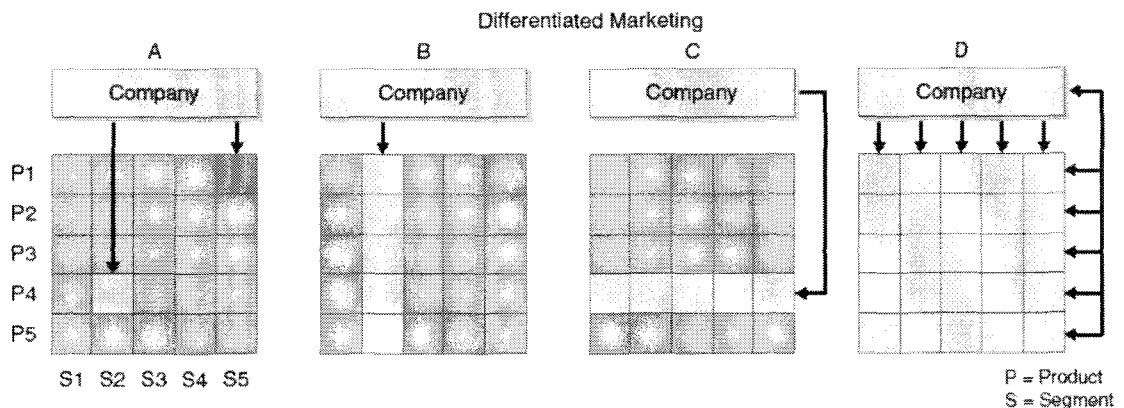 Differentiated Marketing
A B C D
Company Company Company Company
P1
P2
P3
P4
P5
S1 S2 S3 S4 S5
P = Product
S = Segment